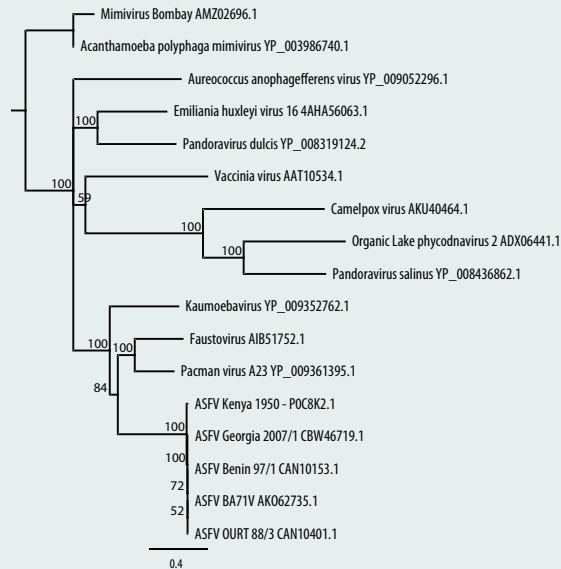 Mimivirus Bombay AMZ02696.1
Acanthamoeba polyphaga mimivirus YP_003986740.1
Aureococcus anophagefferens virus YP_009052296.1
Emiliania huxleyi virus 16 4AHA56063.1
100
Pandoravirus dulcis YP_008319124.2
Vaccinia virus AAT10534.1
100
59
Camelpox virus AKU40464.1
100
Organic Lake phycodnavirus 2 ADX06441.1
100
Pandoravirus salinus YP_008436862.1
Kaumoebavirus YP_009352762.1
Faustovirus AIB51752.1
100
100
Pacman virus A23 YP_009361395.1
84
ASFV Kenya 1950 - P0C8K2.1
100
ASFV Georgia 2007/1 CBW46719.1
100
ASFV Benin 97/1 CAN10153.1
72
ASFV BA71V AKO62735.1
52
ASFV OURT 88/3 CAN10401.1
0.4